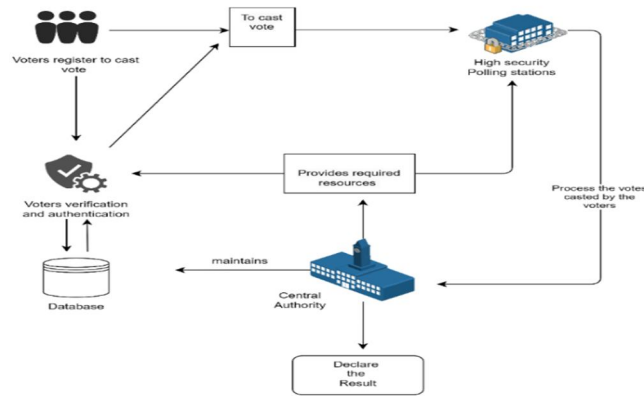 To cast
vote
Voters register to cast
vote
High security
Polling stations
Provides required
resources
Voters verification
and authentication
Process the votes
casted by the
voters
maintains
Central
Authority
Database
Declare
the
Result